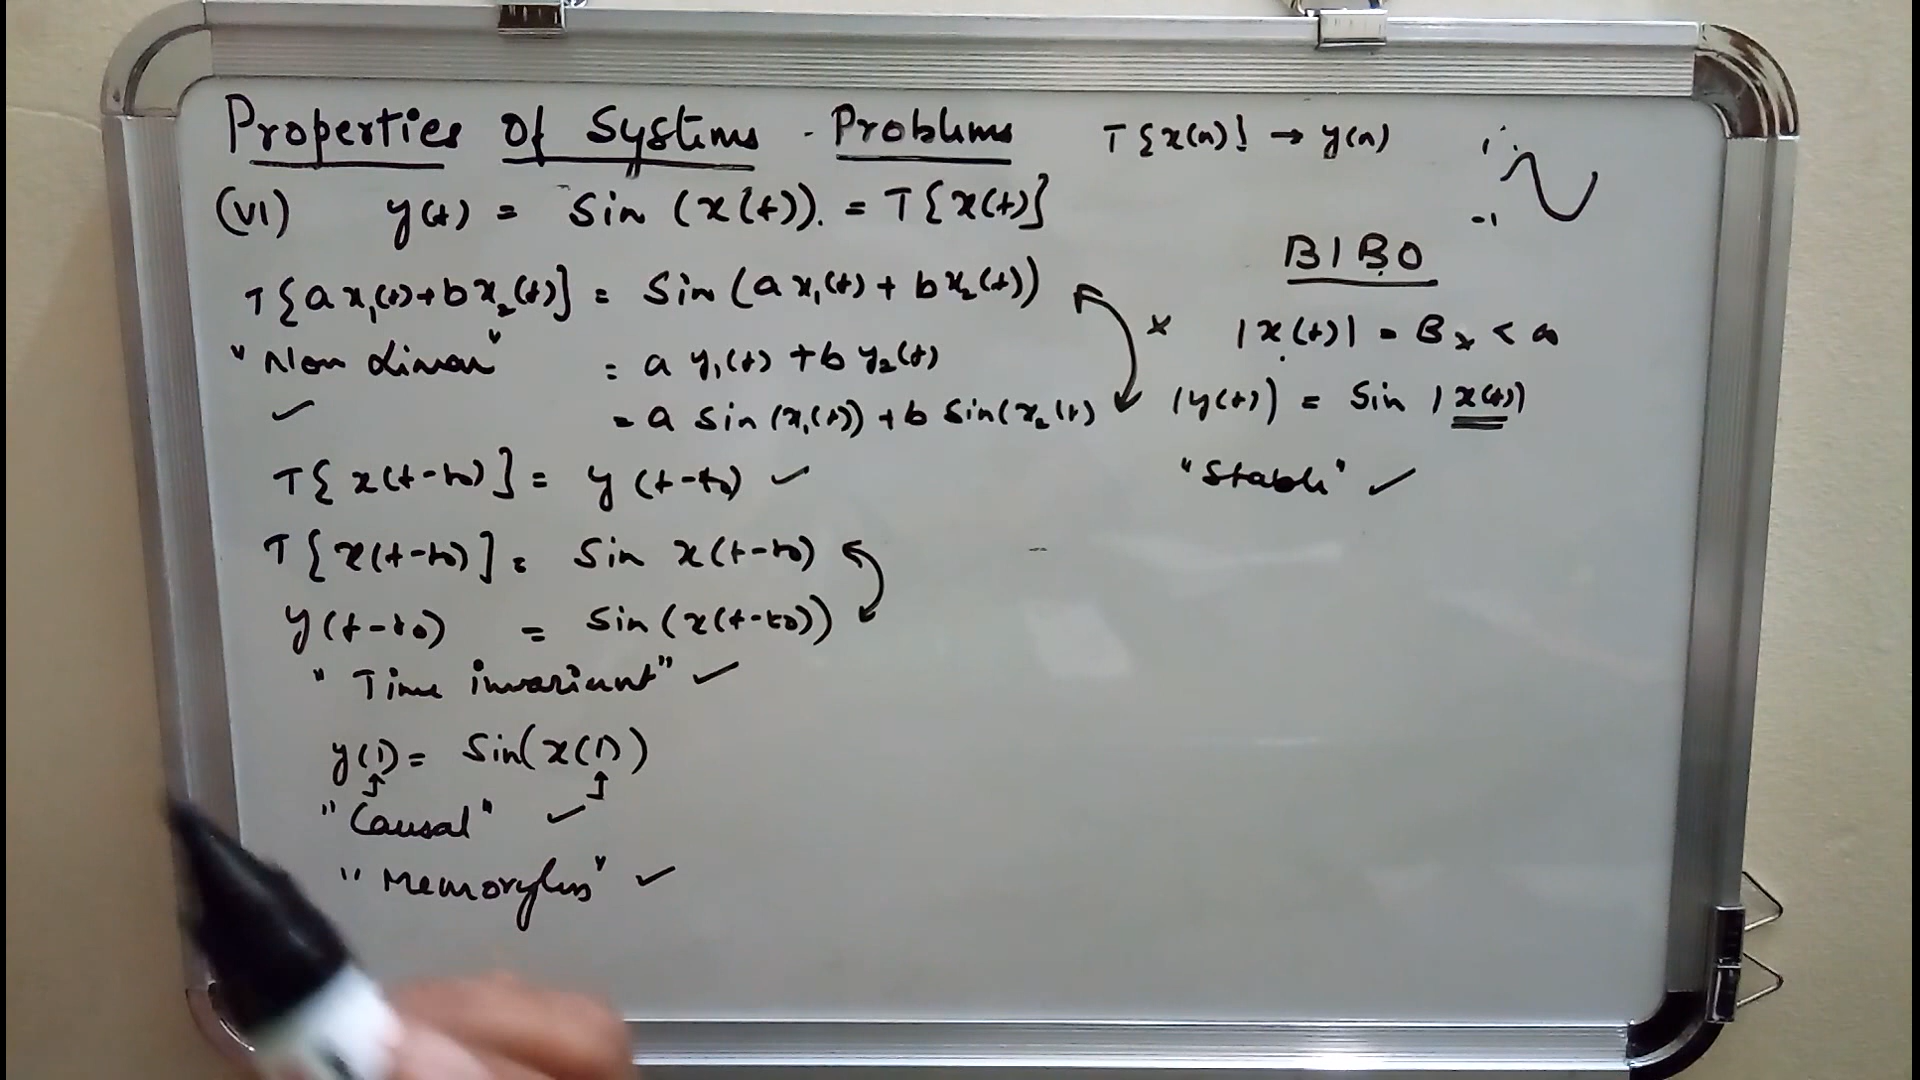 Properties of Systems - Problems
T{x(n)} → y(n)
1
-1
(VI) y(t) = Sin (x(t)). = T{x(t)}
T{a x₁(t)+b x₂(t)} = Sin (a x₁(t) + b x₂(t))
"Non Linear" = a y₁(t) + b y₂(t)
= a Sin (x₁(t)) + b Sin(x₂(t)
T{x(t-t0)} = y(t-t0) ✓
T{x(t-t0)} = Sin x(t-t0)
y(t-t0) = Sin(x(t-t0))
"Time invariant" ✓
y(1) = Sin(x(1))
"Causal" ✓
"Memoryless" ✓
BIBO
x |x(t)| = Bx < ∞
|y(t)| = Sin |x(t)|
"Stable" ✓